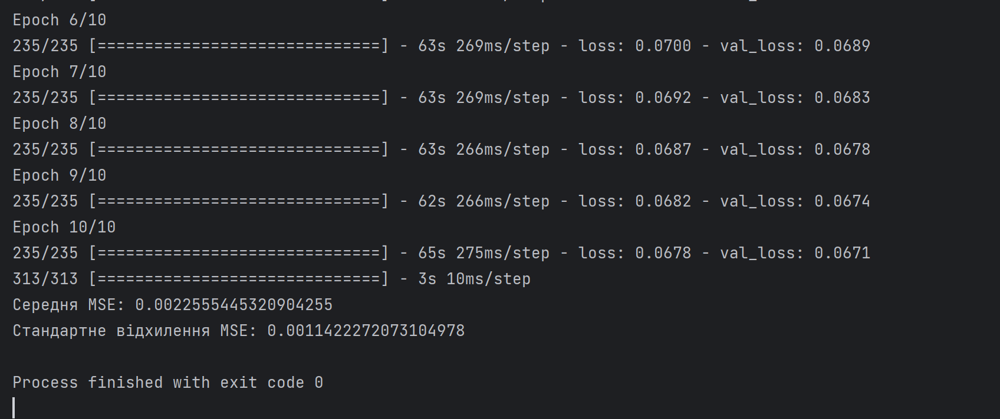 Epoch 6/10
235/235 [==============================] - 63s 269ms/step - loss: 0.0700 - val_loss: 0.0689
Epoch 7/10
235/235 [==============================] - 63s 269ms/step - loss: 0.0692 - val_loss: 0.0683
Epoch 8/10
235/235 [==============================] - 63s 266ms/step - loss: 0.0687 - val_loss: 0.0678
Epoch 9/10
235/235 [==============================] - 62s 266ms/step - loss: 0.0682 - val_loss: 0.0674
Epoch 10/10
235/235 [==============================] - 65s 275ms/step - loss: 0.0678 - val_loss: 0.0671
313/313 [==============================] - 3s 10ms/step
Середня MSE: 0.0022555445320904255
Стандартне відхилення MSE: 0.0011422272073104978
Process finished with exit code 0